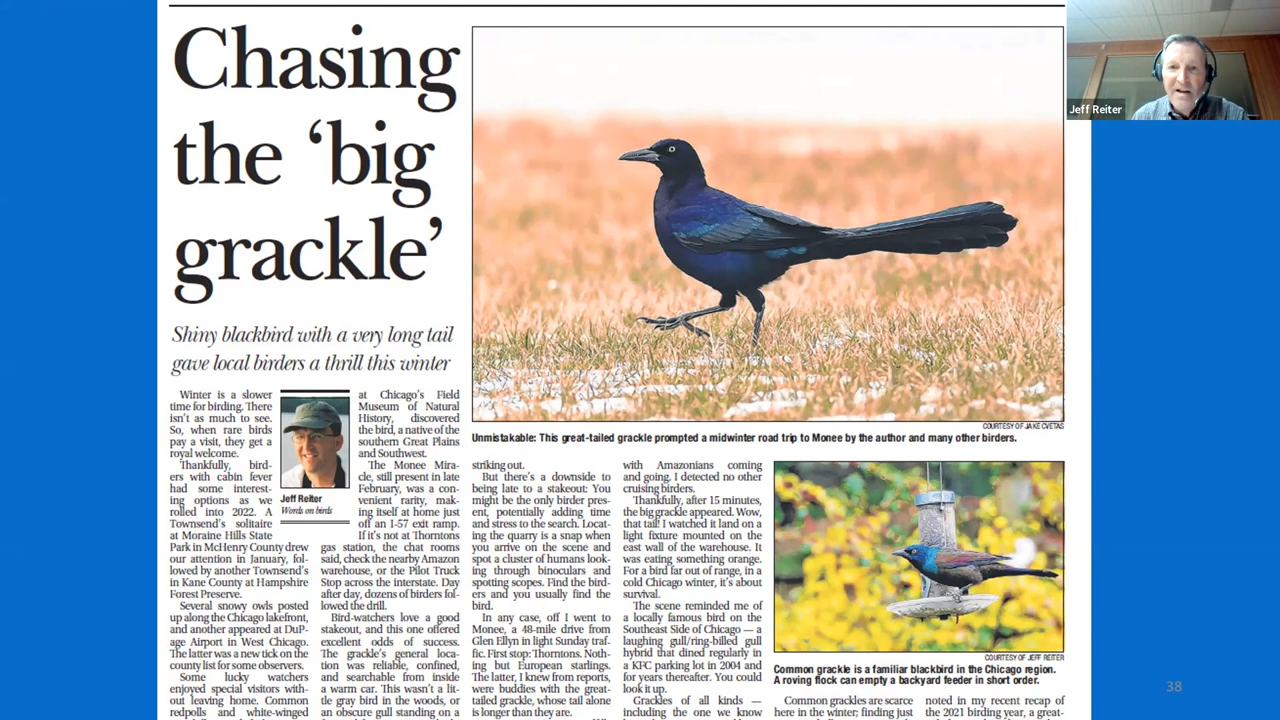 Chasing
the ‘big
grackle’
Shiny blackbird with a very long tail
gave local birders a thrill this winter
Winter is a slower
time for birding. There
isn't as much to see.
So, when rare birds
pay a visit, they get a
royal welcome.
Thankfully, bird-
ers with cabin fever
had some interest-
ing options as we
rolled into 2022. A
Townsend's solitaire
at Moraine Hills State
Park in McHenry County drew
our attention in January, fol-
lowed by another Townsend's
in Kane County at Hampshire
Forest Preserve.
Several snowy owls posted
up along the Chicago lakefront,
and another appeared at DuP-
age Airport in West Chicago.
The latter was a new tick on the
county list for some observers.
Some lucky watchers
enjoyed special visitors with-
out leaving home. Common
redpolls and white-winged
Jeff Reiter
Words on birds
at Chicago's Field
Museum of Natural
History, discovered
the bird, a native of the
southern Great Plains
and Southwest.
The Monee Mira-
cle, still present in late
February, was a con-
venient rarity, mak-
ing itself at home just
off an I-57 exit ramp.
If it's not at Thorntons
gas station, the chat rooms
said, check the nearby Amazon
warehouse, or the Pilot Truck
Stop across the interstate. Day
after day, dozens of birders fol-
lowed the drill.
Bird-watchers love a good
stakeout, and this one offered
excellent odds of success.
The grackle's general loca-
tion was reliable, confined,
and searchable from inside
a warm car. This wasn't a lit-
tle gray bird in the woods, or
an obscure gull standing on a
COURTESY OF JAKE CVETAS
Unmistakable: This great-tailed grackle prompted a midwinter road trip to Monee by the author and many other birders.
striking out.
But there's a downside to
being late to a stakeout: You
might be the only birder pres-
ent, potentially adding time
and stress to the search. Locat-
ing the quarry is a snap when
you arrive on the scene and
spot a cluster of humans look-
ing through binoculars and
spotting scopes. Find the bird-
ers and you usually find the
bird.
In any case, off I went to
Monee, a 48-mile drive from
Glen Ellyn in light Sunday traf-
fic. First stop: Thorntons. Noth-
ing but European starlings.
The latter, I knew from reports,
were buddies with the great-
tailed grackle, whose tail alone
is longer than they are.
with Amazonians coming
and going. I detected no other
cruising birders.
Thankfully, after 15 minutes,
the big grackle appeared. Wow,
that tail! I watched it land on a
light fixture mounted on the
east wall of the warehouse. It
was eating something orange.
For a bird far out of range, in a
cold Chicago winter, it's about
survival.
The scene reminded me of
a locally famous bird on the
Southeast Side of Chicago — a
laughing gull/ring-billed gull
hybrid that dined regularly in
a KFC parking lot in 2004 and
for years thereafter. You could
look it up.
Grackles of all kinds —
including the one we know
COURTESY OF JEFF REITER
Common grackle is a familiar blackbird in the Chicago region.
A roving flock can empty a backyard feeder in short order.
Common grackles are scarce
here in the winter; finding just
noted in my recent recap of
the 2021 birding year, a great-
Jeff Reiter
38